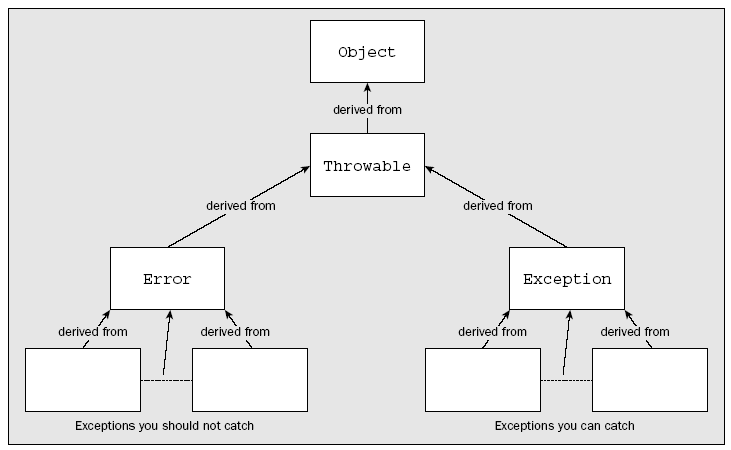 Object
derived from
Throwable
derived from
derived from
Error
Exception
derived from
derived from
derived from
derived from
Exceptions you should not catch
Exceptions you can catch